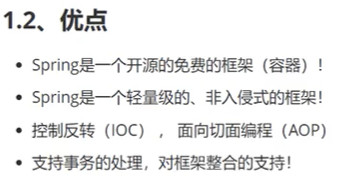 1.2、优点
• Spring是一个开源的免费的框架（容器）！
• Spring是一个轻量级的、非入侵式的框架！
• 控制反转（IOC），面向切面编程（AOP）
• 支持事务的处理，对框架整合的支持！